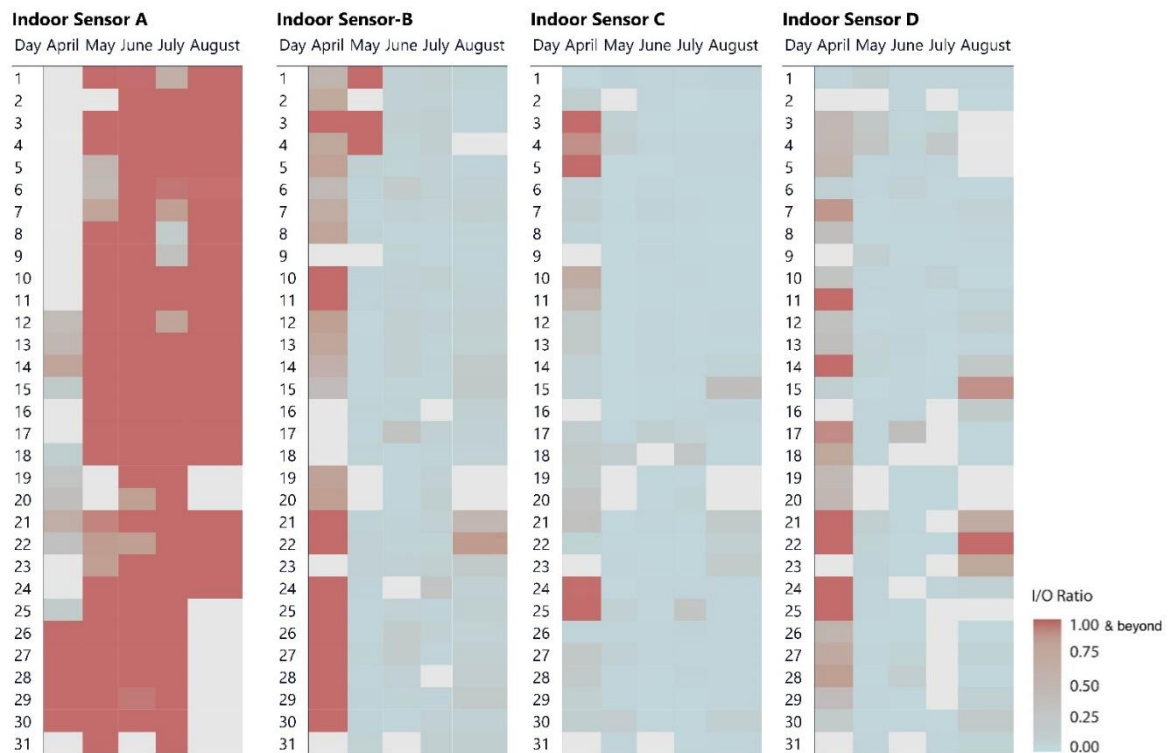 Indoor Sensor A Indoor Sensor-B Indoor Sensor C Indoor Sensor D
Day April May June July August Day April May June July August Day April May June July August Day April May June July August
1 1 1 1
2 2 2 2
3 3 3 3
4 4 4 4
5 5 5 5
6 6 6 6
7 7 7 7
8 8 8 8
9 9 9 9
10 10 10 10
11 11 11 11
12 12 12 12
13 13 13 13
14 14 14 14
15 15 15 15
16 16 16 16
17 17 17 17
18 18 18 18
19 19 19 19
20 20 20 20
21 21 21 21
22 22 22 22
23 23 23 23
24 24 24 24
25 25 25 25
26 26 26 26
27 27 27 27
28 28 28 28
29 29 29 29
30 30 30 30
31 31 31 31
I/O Ratio
1.00 & beyond
0.75
0.50
0.25
0.00